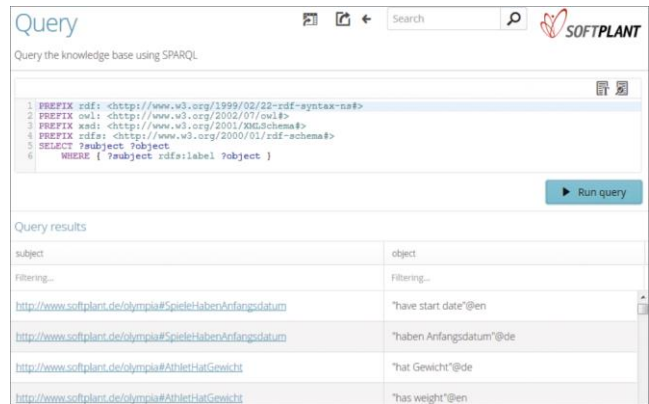 Query
Search
SOFTPLANT
Query the knowledge base using SPARQL
1 PREFIX rdf: <http://www.w3.org/1999/02/22-rdf-syntax-ns#>
2 PREFIX owl: <http://www.w3.org/2002/07/owl#>
3 PREFIX xsd: <http://www.w3.org/2001/XMLSchema#>
4 PREFIX rdfs: <http://www.w3.org/2000/01/rdf-schema#>
5 SELECT ?subject ?object
6 WHERE { ?subject rdfs:label ?object }
Run query
Query results
subject object
Filtering... Filtering...
http://www.softplant.de/olympia#SpieleHabenAnfangsdatum "have start date"@en
http://www.softplant.de/olympia#SpieleHabenAnfangsdatum "haben Anfangsdatum"@de
http://www.softplant.de/olympia#AthletHatGewicht "hat Gewicht"@de
http://www.softplant.de/olympia#AthletHatGewicht "has weight"@en